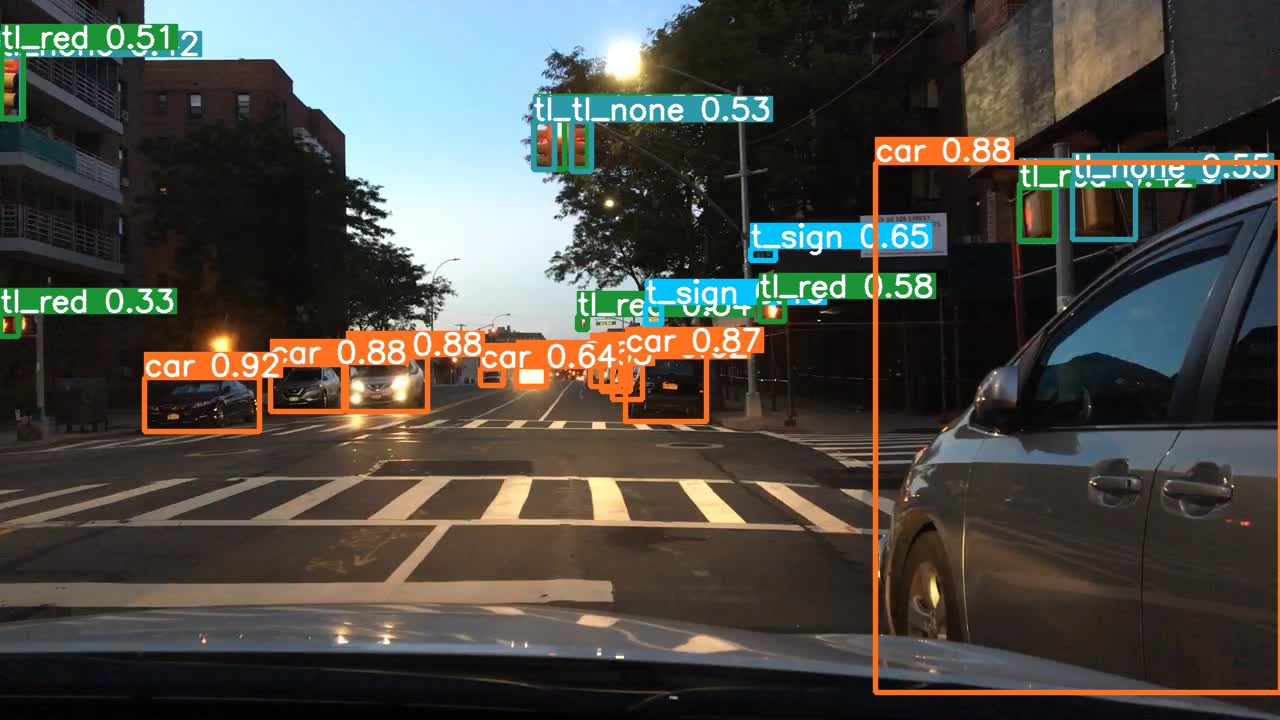 tl_red 0.51
tl_tl_none 0.53
car 0.88
tl_none 0.55
t_sign 0.65
tl_red 0.58
t_sign
tl_red 0.33
car 0.92
car 0.88
0.88
car 0.64
car 0.87